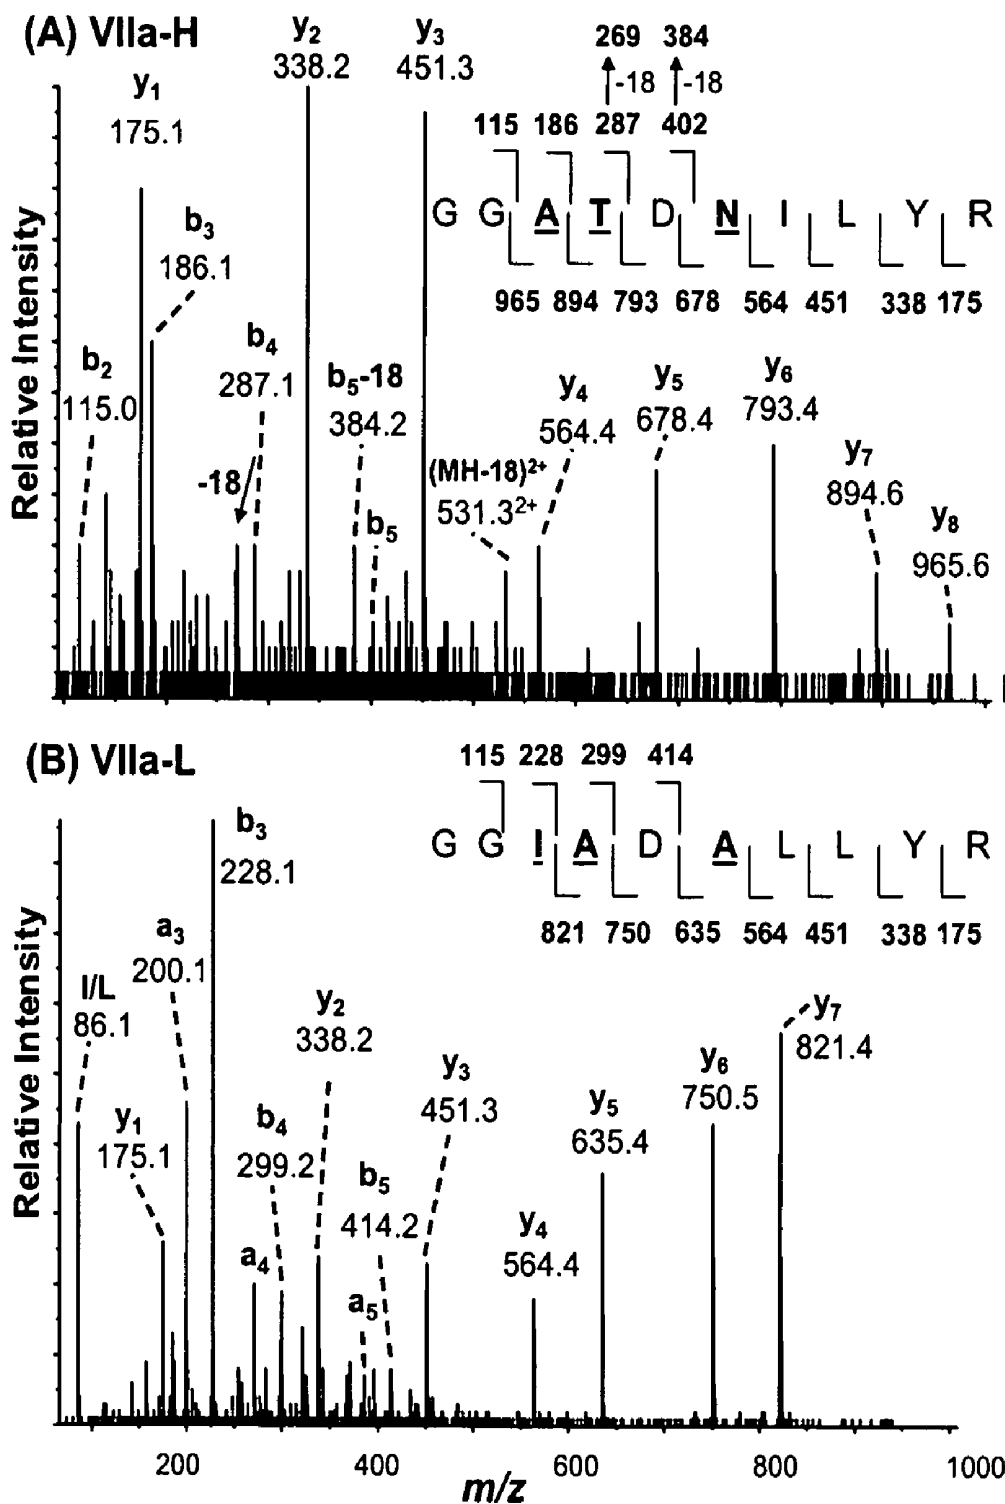 (A) VIIa-H
y1
175.1
y2
338.2
y3
451.3
269 384
-18 -18
115 186 287 402
G G A T D N I L Y R
965 894 793 678 564 451 338 175
b3
186.1
b2
115.0
b4
287.1
-18
b5-18
384.2
b5
(MH-18)2+
531.32+
y4
564.4
y5
678.4
y6
793.4
y7
894.6
y8
965.6
Relative Intensity
(B) VIIa-L
115 228 299 414
G G I A D A L L Y R
821 750 635 564 451 338 175
b3
228.1
a3
200.1
I/L
86.1
y1
175.1
y2
338.2
b4
299.2
a4
b5
414.2
a5
y3
451.3
y4
564.4
y5
635.4
y6
750.5
y7
821.4
Relative Intensity
200 400 600 800 1000
m/z